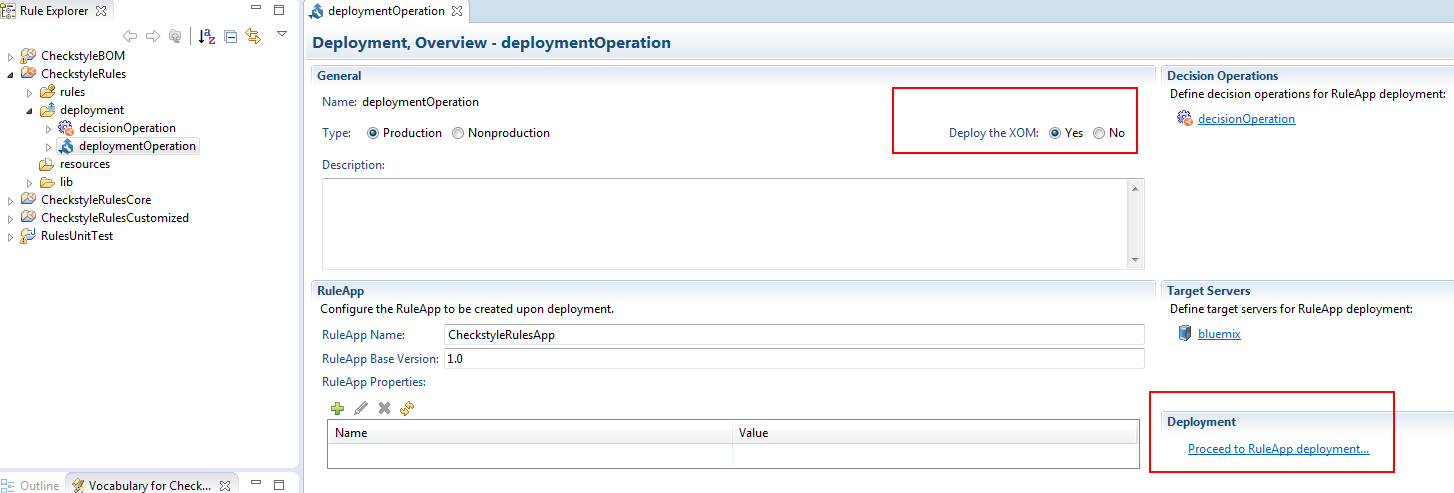 Rule Explorer
CheckstyleBOM
CheckstyleRules
rules
deployment
decisionOperation
deploymentOperation
resources
lib
CheckstyleRulesCore
CheckstyleRulesCustomized
RulesUnitTest
Outline
Vocabulary for Check...
deploymentOperation
Deployment, Overview - deploymentOperation
General
Name: deploymentOperation
Type: Production Nonproduction
Deploy the XOM: Yes No
Description:
RuleApp
Configure the RuleApp to be created upon deployment.
RuleApp Name: CheckstyleRulesApp
RuleApp Base Version: 1.0
RuleApp Properties:
Name Value
Decision Operations
Define decision operations for RuleApp deployment:
decisionOperation
Target Servers
Define target servers for RuleApp deployment:
bluemix
Deployment
Proceed to RuleApp deployment...